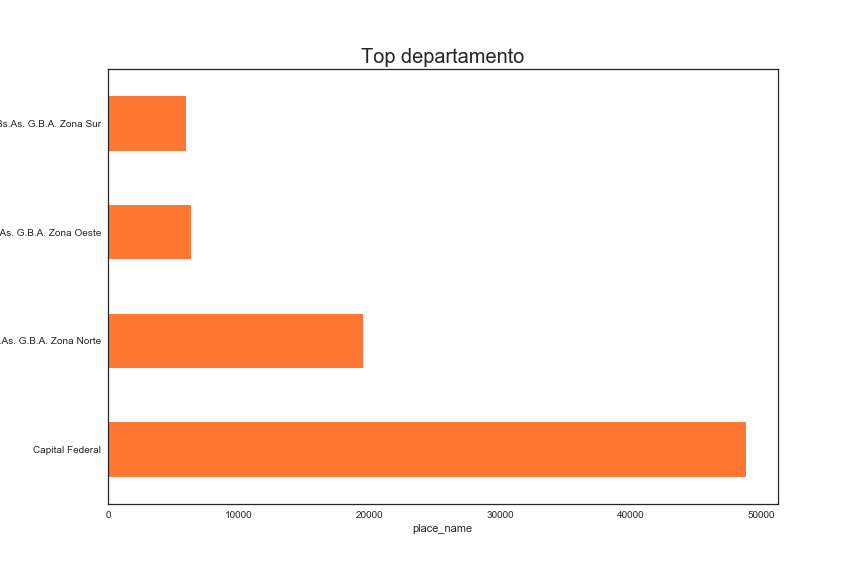 Top departamento
Bs.As. G.B.A. Zona Sur
As. G.B.A. Zona Oeste
.As. G.B.A. Zona Norte
Capital Federal
0 10000 20000 30000 40000 50000
place_name